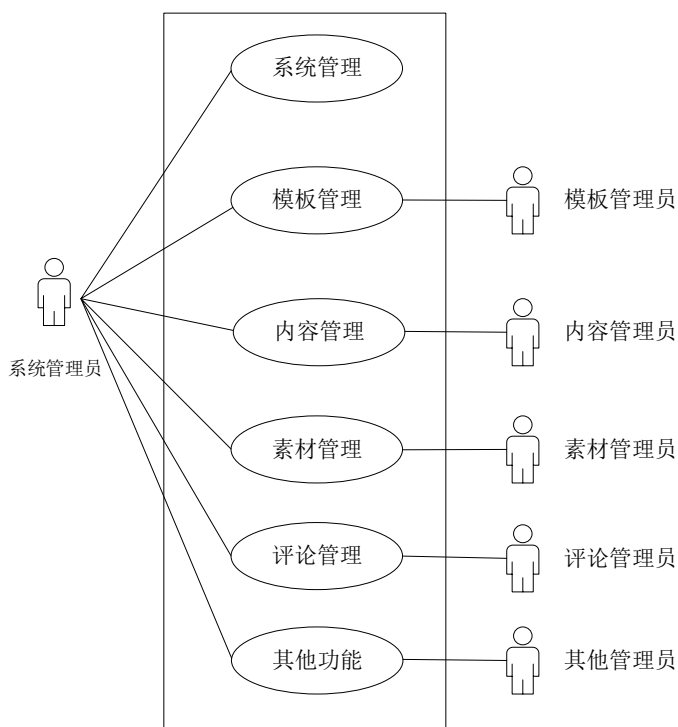 系统管理
模板管理
模板管理员
内容管理
内容管理员
系统管理员
素材管理
素材管理员
评论管理
评论管理员
其他功能
其他管理员